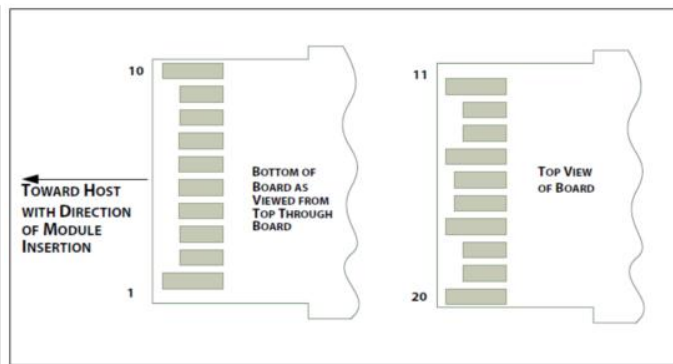 10
1
TOWARD HOST
WITH DIRECTION
OF MODULE
INSERTION
BOTTOM OF
BOARD AS
VIEWED FROM
TOP THROUGH
BOARD
11
20
TOP VIEW
OF BOARD